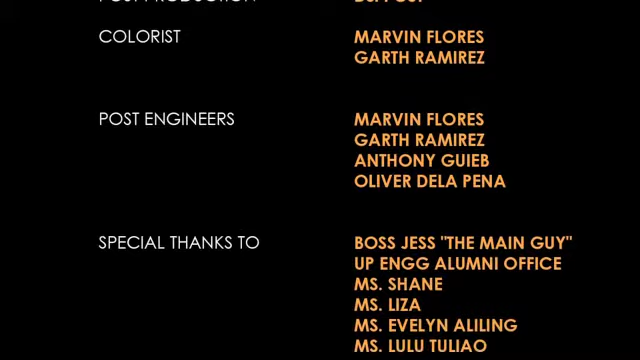 COLORIST MARVIN FLORES
GARTH RAMIREZ
POST ENGINEERS MARVIN FLORES
GARTH RAMIREZ
ANTHONY GUIEB
OLIVER DELA PENA
SPECIAL THANKS TO BOSS JESS "THE MAIN GUY"
UP ENGG ALUMNI OFFICE
MS. SHANE
MS. LIZA
MS. EVELYN ALILING
MS. LULU TULIAO